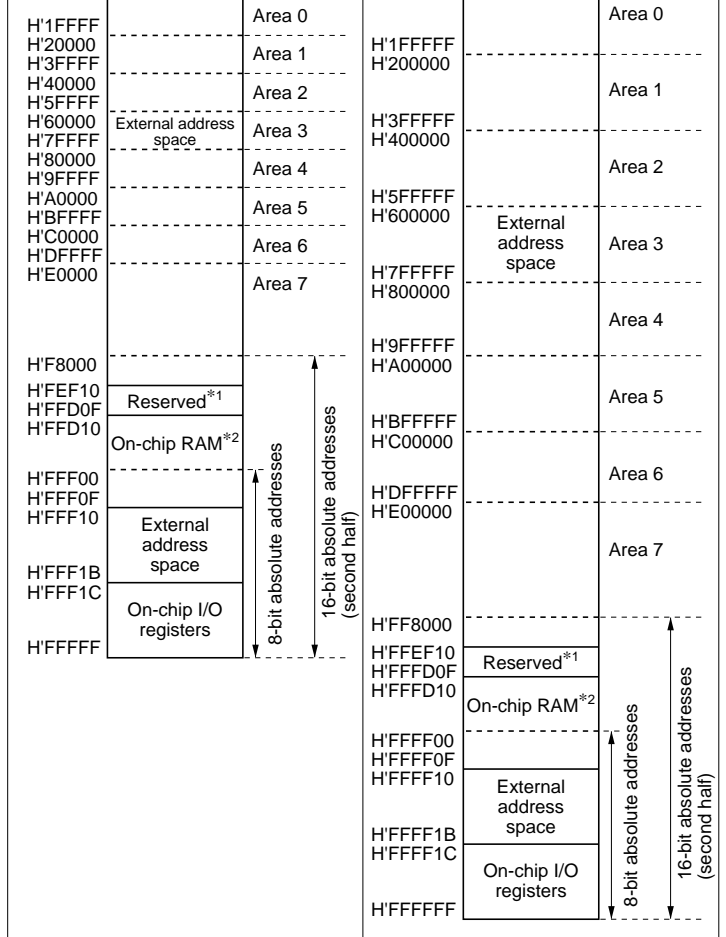 H'1FFFF
H'20000
H'3FFFF
H'40000
H'5FFFF
H'60000
H'7FFFF
H'80000
H'9FFFF
H'A0000
H'BFFFF
H'C0000
H'DFFFF
H'E0000
H'F8000
H'FEF10
H'FFD0F
H'FFD10
H'FFF00
H'FFF0F
H'FFF10
H'FFF1B
H'FFF1C
H'FFFFF
External address
space
Reserved*1
On-chip RAM*2
External
address
space
On-chip I/O
registers
Area 0
Area 1
Area 2
Area 3
Area 4
Area 5
Area 6
Area 7
8-bit absolute addresses
16-bit absolute addresses
(second half)
H'1FFFFF
H'200000
H'3FFFFF
H'400000
H'5FFFFF
H'600000
H'7FFFFF
H'800000
H'9FFFFF
H'A00000
H'BFFFFF
H'C00000
H'DFFFFF
H'E00000
H'FF8000
H'FFEF10
H'FFFD0F
H'FFFD10
H'FFFF00
H'FFFF0F
H'FFFF10
H'FFFF1B
H'FFFF1C
H'FFFFFF
External
address
space
Reserved*1
On-chip RAM*2
External
address
space
On-chip I/O
registers
Area 0
Area 1
Area 2
Area 3
Area 4
Area 5
Area 6
Area 7
8-bit absolute addresses
16-bit absolute addresses
(second half)